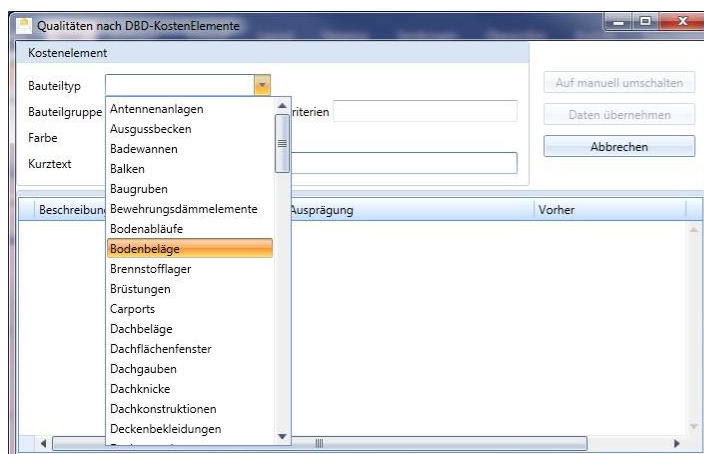 Qualitäten nach DBD-KostenElemente
Kostenelement
Bauteiltyp
Auf manuell umschalten
Bauteilgruppe
riterien
Daten übernehmen
Farbe
Abbrechen
Kurztext
Antennenanlagen
Ausgussbecken
Badewannen
Balken
Baugruben
Bewehrungsdämmelemente
Bodenabläufe
Bodenbeläge
Brennstofflager
Brüstungen
Carports
Dachbeläge
Dachflächenfenster
Dachgauben
Dachknicke
Dachkonstruktionen
Deckenbekleidungen
Beschreibun
Ausprägung
Vorher